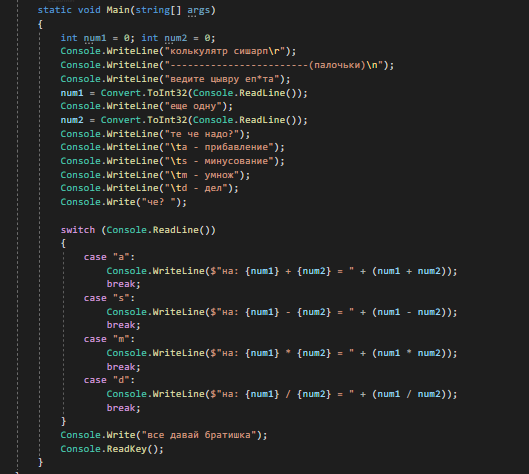 static void Main(string[] args)
{
int num1 = 0; int num2 = 0;
Console.WriteLine("колькулятр сишарп\r");
Console.WriteLine("------------------------(палочьки)\n");
Console.WriteLine("ведите цывру еп*та");
num1 = Convert.ToInt32(Console.ReadLine());
Console.WriteLine("еще одну");
num2 = Convert.ToInt32(Console.ReadLine());
Console.WriteLine("те че надо?");
Console.WriteLine("\ta - прибавление");
Console.WriteLine("\ts - минусование");
Console.WriteLine("\tm - умнож");
Console.WriteLine("\td - дел");
Console.Write("че? ");
switch (Console.ReadLine())
{
case "a":
Console.WriteLine($"на: {num1} + {num2} = " + (num1 + num2));
break;
case "s":
Console.WriteLine($"на: {num1} - {num2} = " + (num1 - num2));
break;
case "m":
Console.WriteLine($"на: {num1} * {num2} = " + (num1 * num2));
break;
case "d":
Console.WriteLine($"на: {num1} / {num2} = " + (num1 / num2));
break;
}
Console.Write("все давай братишка");
Console.ReadKey();
}